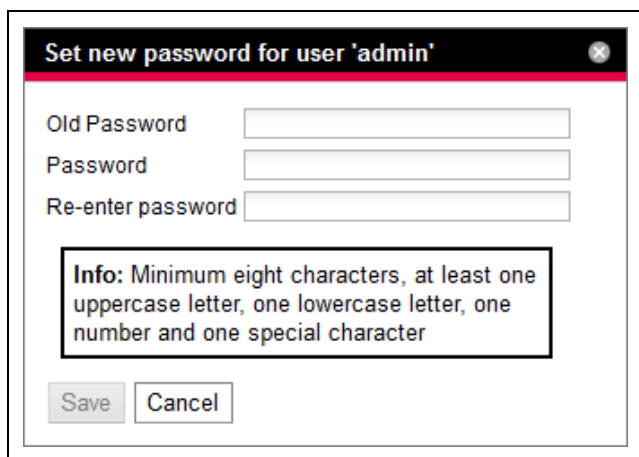 Set new password for user 'admin'
Old Password
Password
Re-enter password
Info: Minimum eight characters, at least one
uppercase letter, one lowercase letter, one
number and one special character
Save Cancel